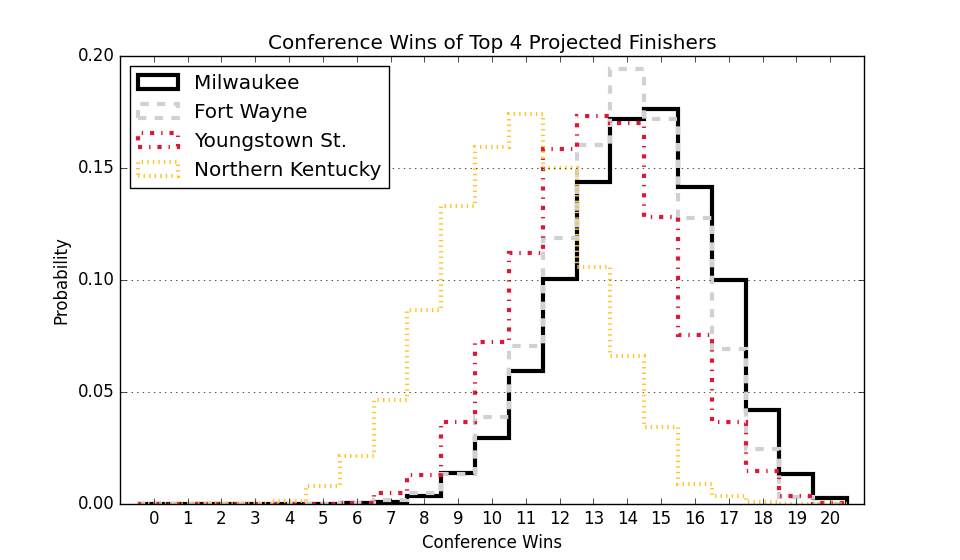 Conference Wins of Top 4 Projected Finishers
Milwaukee
Fort Wayne
Youngstown St.
Northern Kentucky
0.20
0.15
0.10
0.05
0.00
Probability
0 1 2 3 4 5 6 7 8 9 10 11 12 13 14 15 16 17 18 19 20
Conference Wins